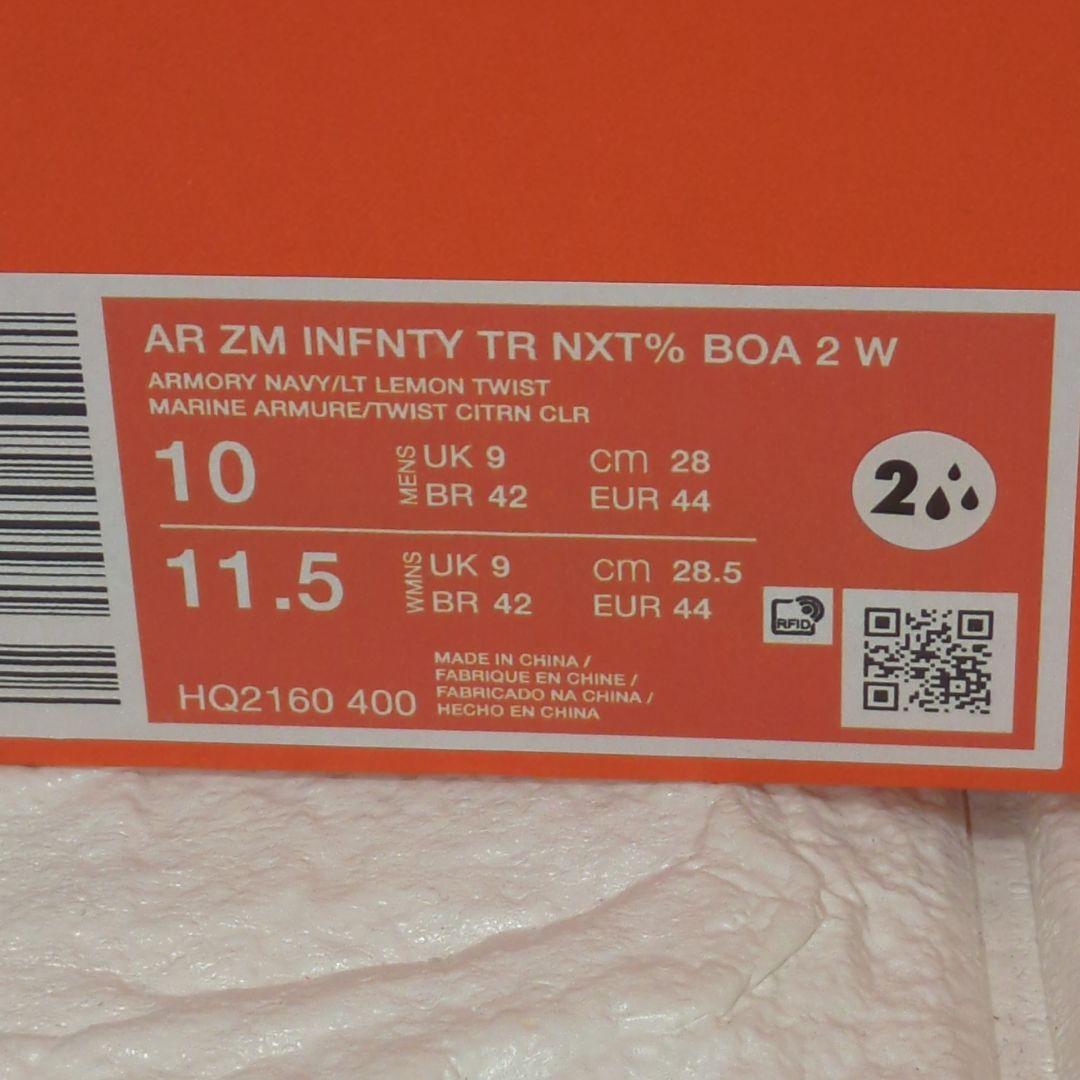 AR ZM INFNTY TR NXT% BOA 2 W
ARMORY NAVY/LT LEMON TWIST
MARINE ARMURE/TWIST CITRN CLR
10 MENS UK 9 cm 28
BR 42 EUR 44
2
11.5 WMNS UK 9 cm 28.5
BR 42 EUR 44
RFID
MADE IN CHINA /
FABRIQUE EN CHINE /
FABRICADO NA CHINA /
HECHO EN CHINA
HQ2160 400